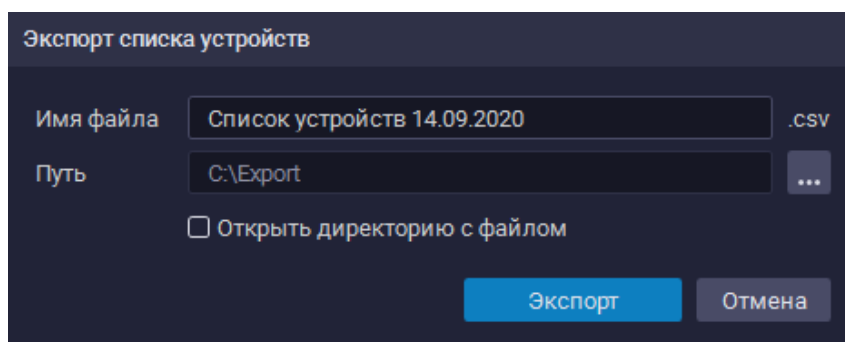 Экспорт списка устройств
Имя файла Список устройств 14.09.2020 .csv
Путь C:\Export ...
Открыть директорию с файлом
Экспорт Отмена